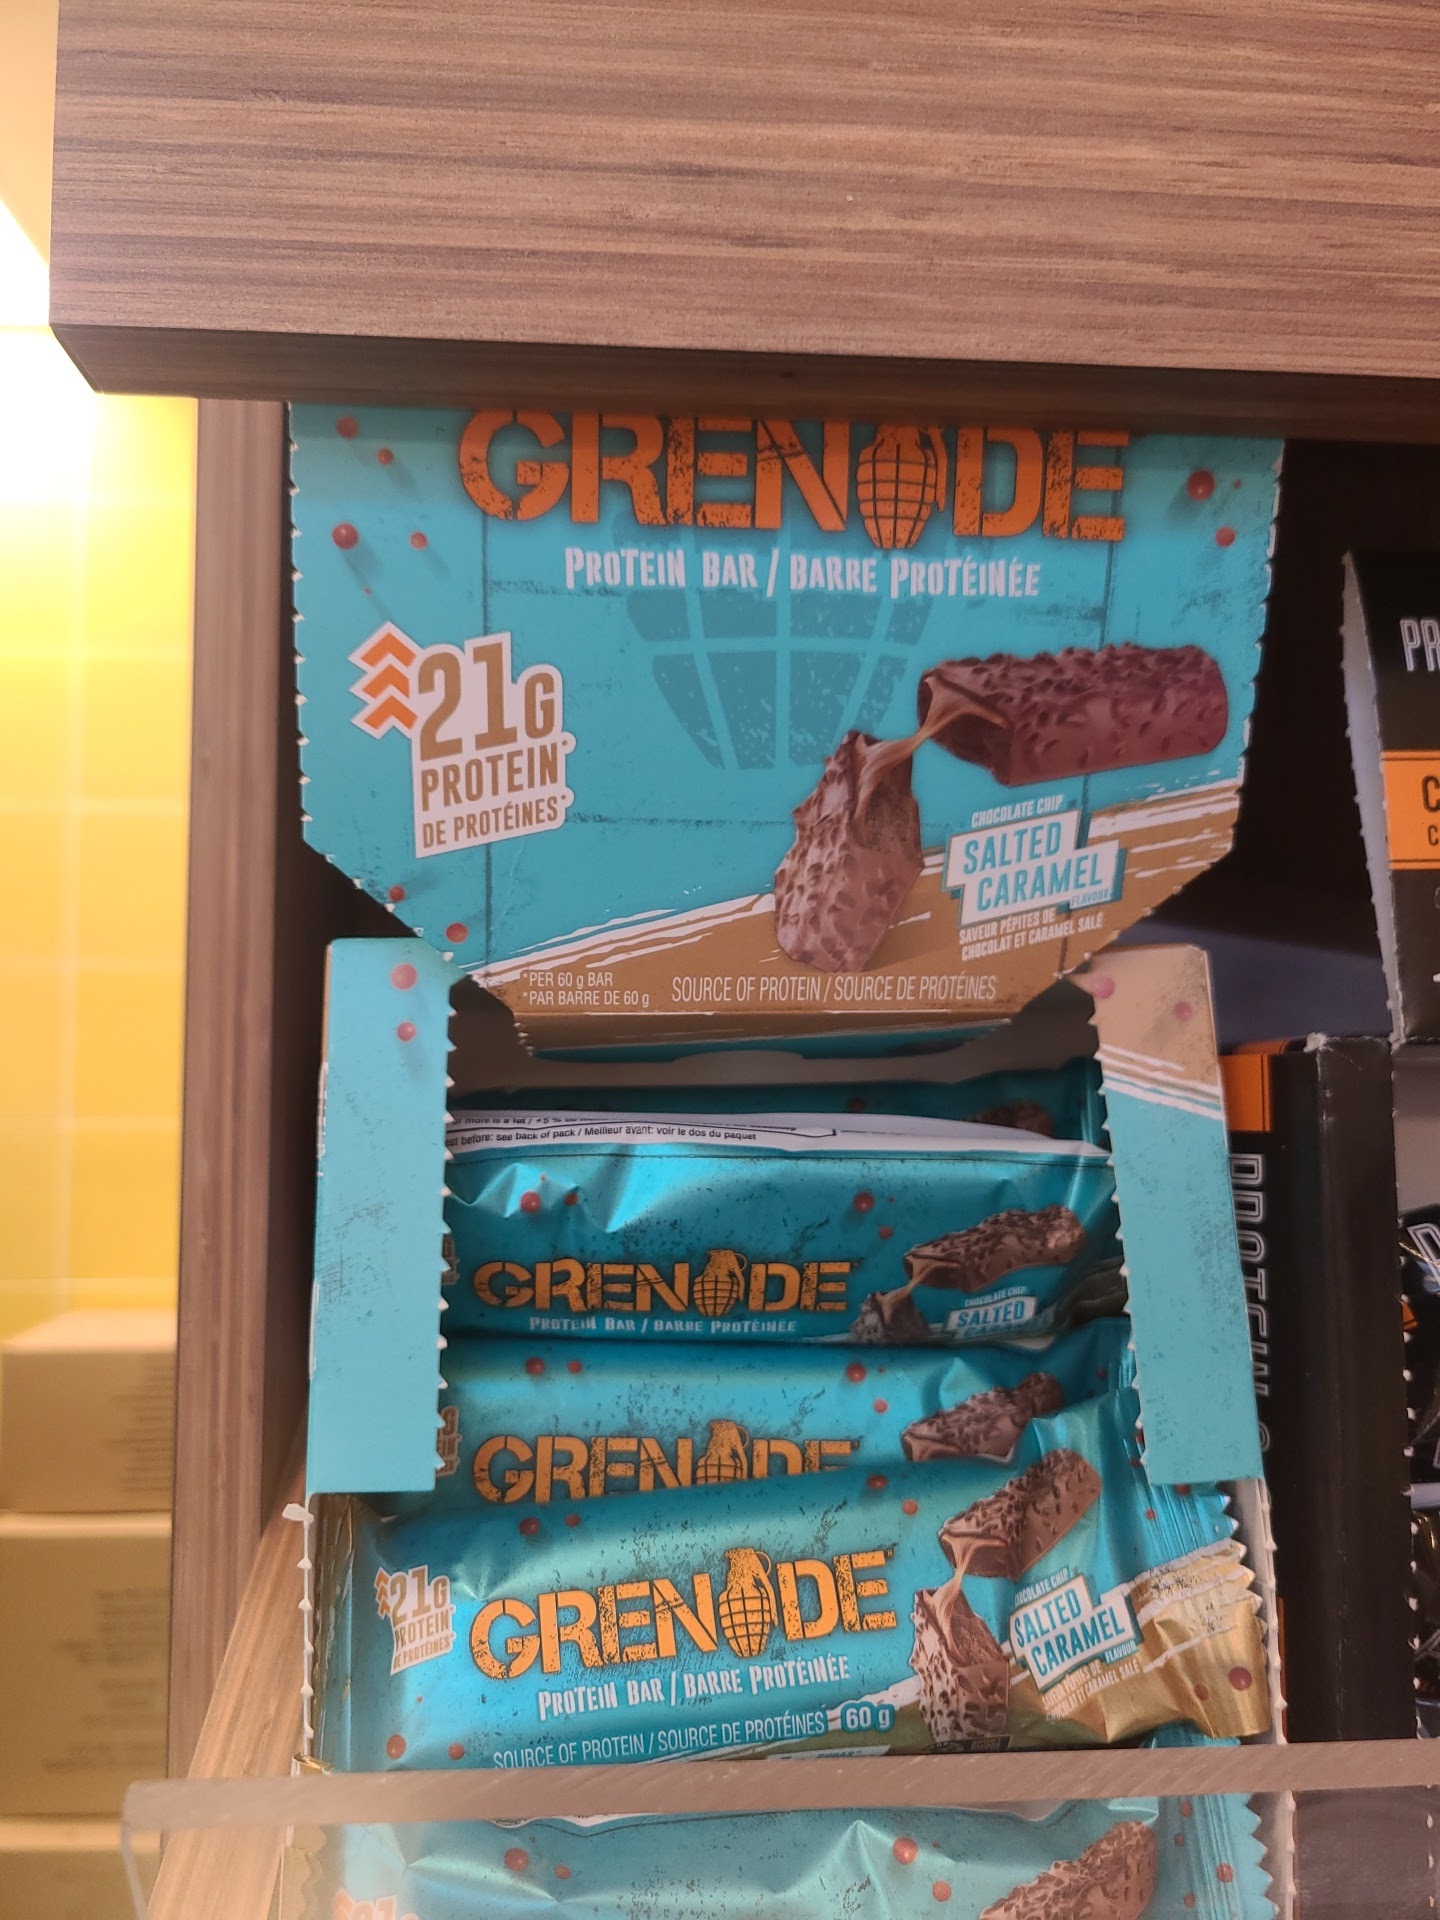 GRENADE
PROTEIN BAR / BARRE PROTÉINÉE
21G
PROTEIN*
DE PROTÉINES*
CHOCOLATE CHIP
SALTED
CARAMEL
FLAVOUR
SAVEUR PÉPITES DE
CHOCOLAT ET CARAMEL SALÉ
*PER 60 g BAR
*PAR BARRE DE 60 g
SOURCE OF PROTEIN / SOURCE DE PROTÉINES
before: see back of pack / Meilleur avant: voir le dos du paquet
GRENADE
PROTEIN BAR / BARRE PROTÉINÉE
CHOCOLATE CHIP
SALTED
GRENADE
21G
PROTEIN
DE PROTÉINES
GRENADE
PROTEIN BAR / BARRE PROTÉINÉE
SOURCE OF PROTEIN / SOURCE DE PROTÉINES
60 g
CHOCOLATE CHIP
SALTED
CARAMEL
FLAVOUR
CHOCOLAT ET CARAMEL SALÉ